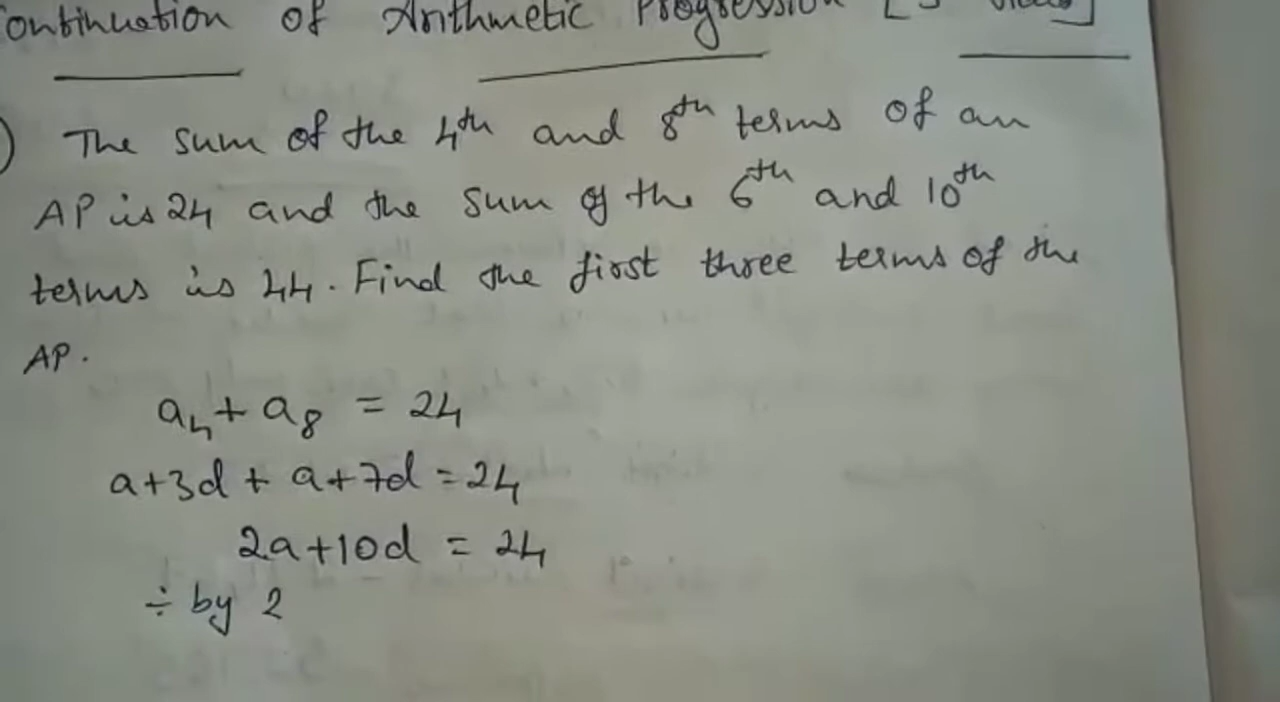 ontinuation of Arithmetic Progression [
) The sum of the 4th and 8th terms of an
AP is 24 and the sum of the 6th and 10th
terms is 44. Find the first three terms of the
AP.
a₄ + a₈ = 24
a+3d + a+7d = 24
2a+10d = 24
÷ by 2